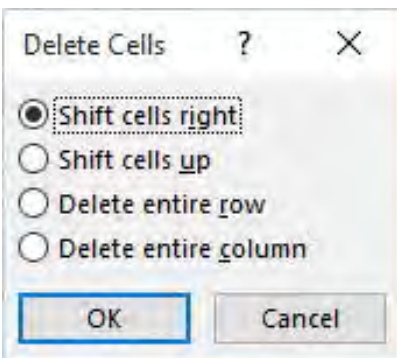 Delete Cells ? ×
Shift cells right
Shift cells up
Delete entire row
Delete entire column
OK Cancel